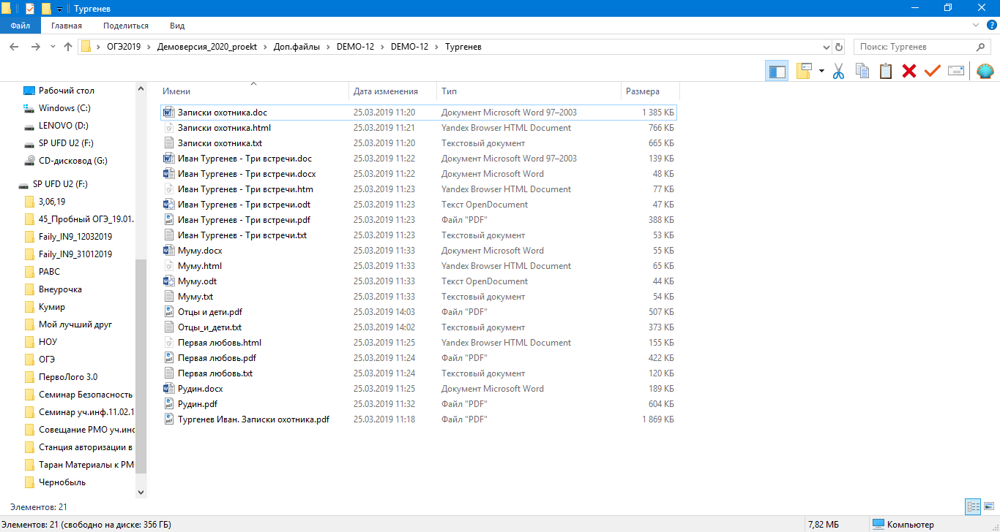 Тургенев
Файл Главная Поделиться Вид
ОГЭ2019 Демоверсия_2020_proekt Доп.файлы DEMO-12 DEMO-12 Тургенев
Поиск: Тургенев
Рабочий стол
Windows (C:)
LENOVO (D:)
SP UFD U2 (F:)
CD-дисковод (G:)
SP UFD U2 (F:)
3,06,19
45_Пробный ОГЭ_19.01.
Faily_IN9_12032019
Faily_IN9_31012019
РАВС
Внеурочка
Кумир
Мой лучший друг
НОУ
ОГЭ
ПервоЛого 3.0
Семинар Безопасность
Семинар уч.инф.11.02.1
Совещание РМО уч.инс
Станция авторизации в
Таран Материалы к РМ
Чернобыль
Имени Дата изменения Тип Размера
Записки охотника.doc 25.03.2019 11:20 Документ Microsoft Word 97–2003 1 385 КБ
Записки охотника.html 25.03.2019 11:21 Yandex Browser HTML Document 766 КБ
Записки охотника.txt 25.03.2019 11:20 Текстовый документ 665 КБ
Иван Тургенев - Три встречи.doc 25.03.2019 11:22 Документ Microsoft Word 97–2003 139 КБ
Иван Тургенев - Три встречи.docx 25.03.2019 11:22 Документ Microsoft Word 48 КБ
Иван Тургенев - Три встречи.htm 25.03.2019 11:23 Yandex Browser HTML Document 77 КБ
Иван Тургенев - Три встречи.odt 25.03.2019 11:23 Текст OpenDocument 47 КБ
Иван Тургенев - Три встречи.pdf 25.03.2019 11:23 Файл "PDF" 388 КБ
Иван Тургенев - Три встречи.txt 25.03.2019 11:23 Текстовый документ 53 КБ
Муму.docx 25.03.2019 11:33 Документ Microsoft Word 55 КБ
Муму.html 25.03.2019 11:33 Yandex Browser HTML Document 65 КБ
Муму.odt 25.03.2019 11:33 Текст OpenDocument 44 КБ
Муму.txt 25.03.2019 11:33 Текстовый документ 54 КБ
Отцы и дети.pdf 25.03.2019 14:03 Файл "PDF" 507 КБ
Отцы_и_дети.txt 25.03.2019 14:02 Текстовый документ 373 КБ
Первая любовь.html 25.03.2019 11:25 Yandex Browser HTML Document 155 КБ
Первая любовь.pdf 25.03.2019 11:24 Файл "PDF" 422 КБ
Первая любовь.txt 25.03.2019 11:24 Текстовый документ 120 КБ
Рудин.docx 25.03.2019 11:25 Документ Microsoft Word 189 КБ
Рудин.pdf 25.03.2019 11:32 Файл "PDF" 604 КБ
Тургенев Иван. Записки охотника.pdf 25.03.2019 11:18 Файл "PDF" 1 869 КБ
Элементов: 21
Элементов: 21 (свободно на диске: 356 ГБ) 7,82 МБ Компьютер